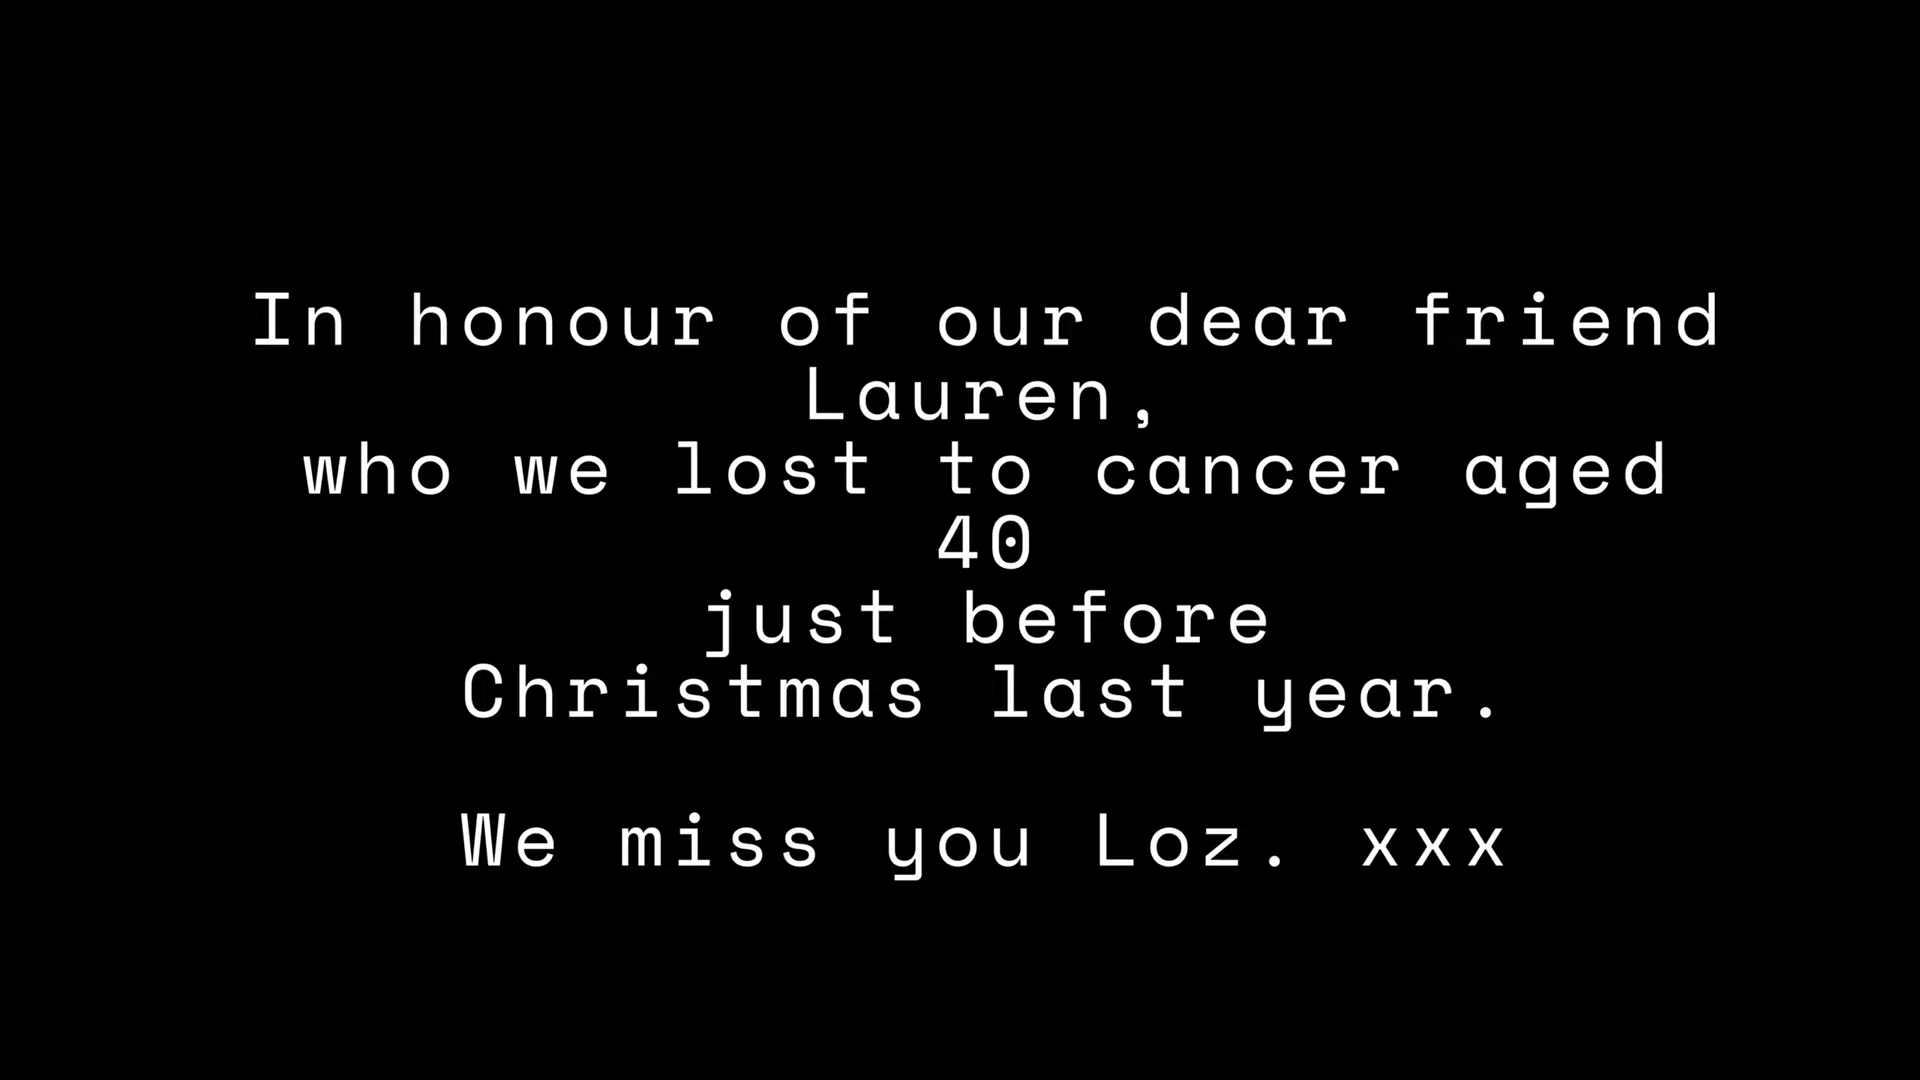 In honour of our dear friend
Lauren,
who we lost to cancer aged
40
just before
Christmas last year.
We miss you Loz. xxx